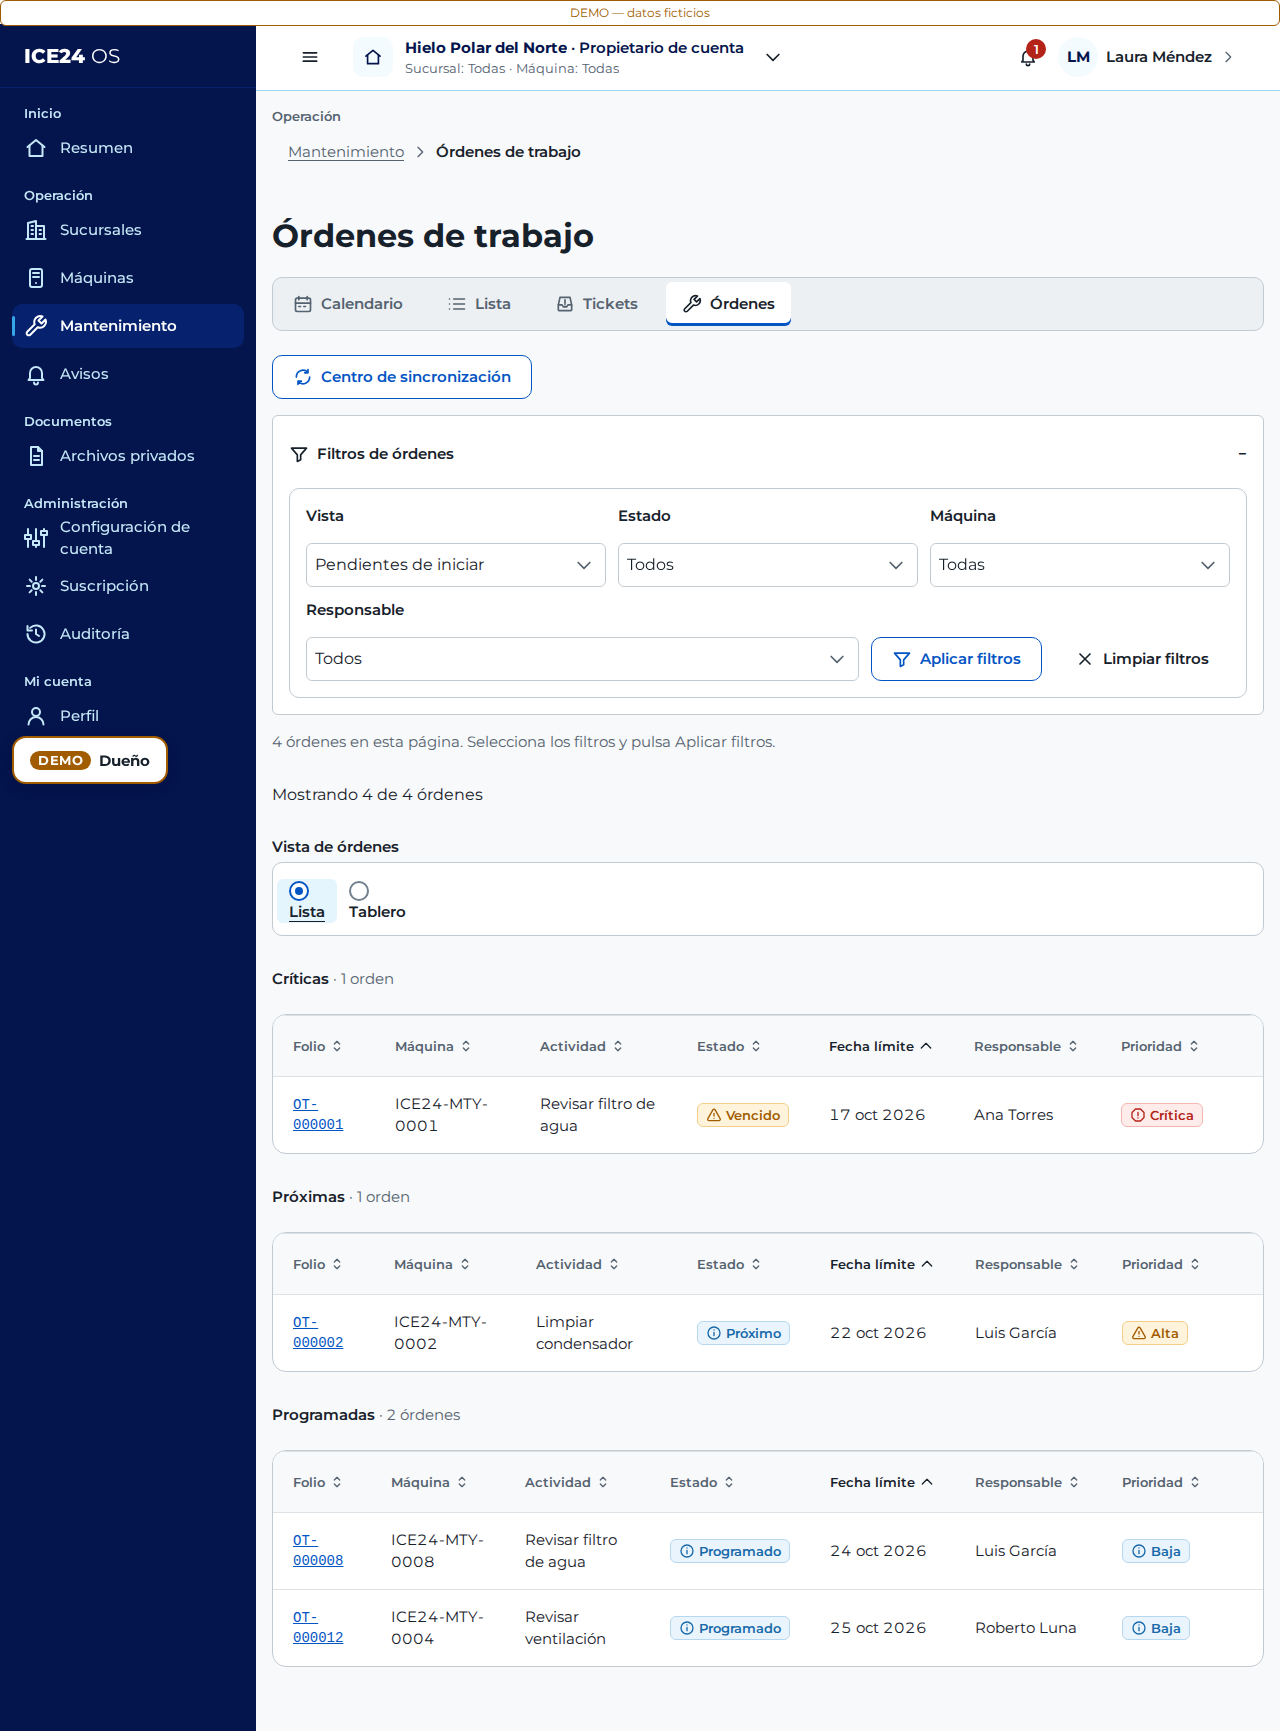 DEMO — datos ficticios
ICE24 OS
Inicio
Resumen
Operación
Sucursales
Máquinas
Mantenimiento
Avisos
Documentos
Archivos privados
Administración
Configuración de
cuenta
Suscripción
Auditoría
Mi cuenta
Perfil
DEMO Dueño
Hielo Polar del Norte · Propietario de cuenta
Sucursal: Todas · Máquina: Todas
1
LM Laura Méndez
Operación
Mantenimiento > Órdenes de trabajo
Órdenes de trabajo
Calendario Lista Tickets Órdenes
Centro de sincronización
Filtros de órdenes −
Vista Estado Máquina
Pendientes de iniciar Todos Todas
Responsable
Todos Aplicar filtros Limpiar filtros
4 órdenes en esta página. Selecciona los filtros y pulsa Aplicar filtros.
Mostrando 4 de 4 órdenes
Vista de órdenes
Lista Tablero
Críticas · 1 orden
Folio Máquina Actividad Estado Fecha límite Responsable Prioridad
OT-000001 ICE24-MTY-0001 Revisar filtro de agua Vencido 17 oct 2026 Ana Torres Crítica
Próximas · 1 orden
Folio Máquina Actividad Estado Fecha límite Responsable Prioridad
OT-000002 ICE24-MTY-0002 Limpiar condensador Próximo 22 oct 2026 Luis García Alta
Programadas · 2 órdenes
Folio Máquina Actividad Estado Fecha límite Responsable Prioridad
OT-000008 ICE24-MTY-0008 Revisar filtro de agua Programado 24 oct 2026 Luis García Baja
OT-000012 ICE24-MTY-0004 Revisar ventilación Programado 25 oct 2026 Roberto Luna Baja